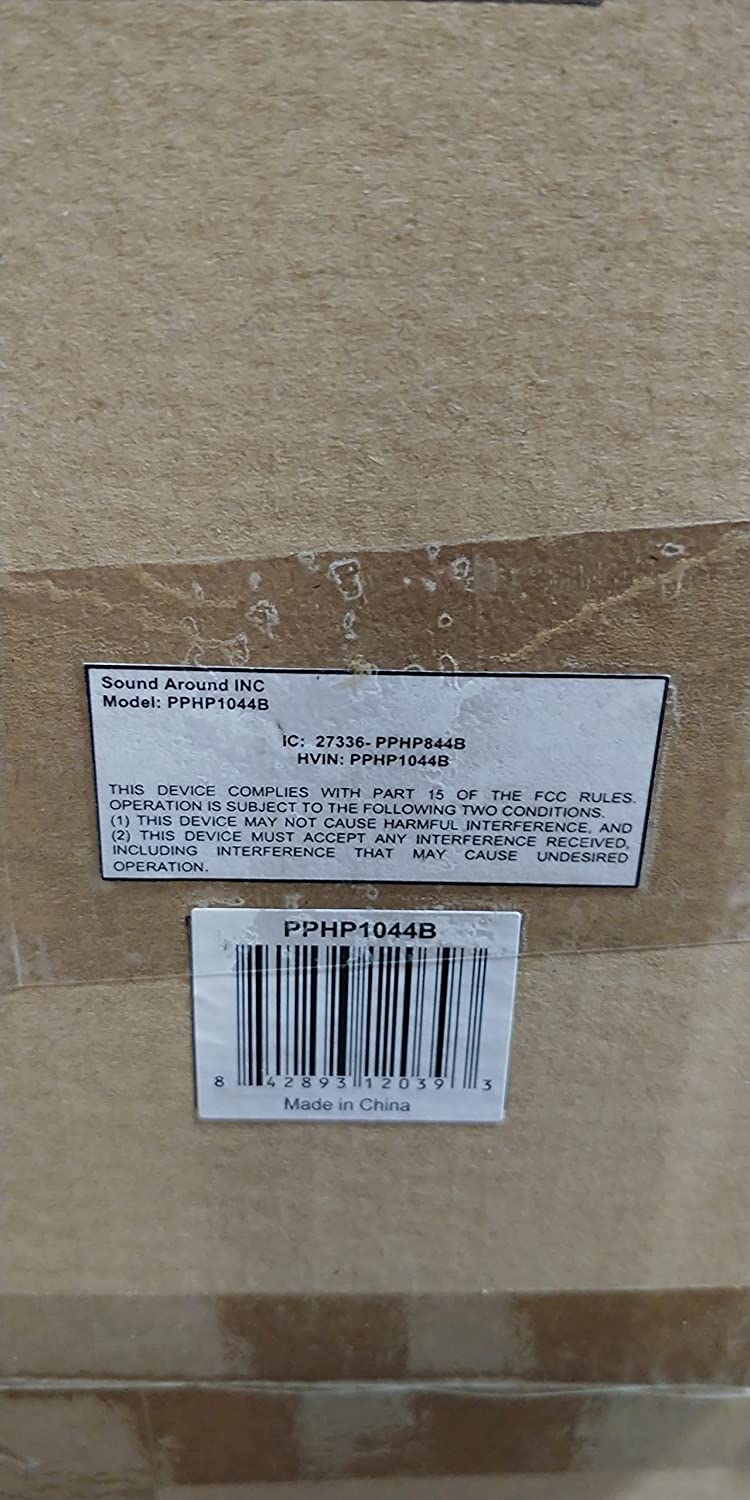 Sound Around INC
Model: PPHP1044B
IC: 27336-PPHP844B
HVIN: PPHP1044B
THIS DEVICE COMPLIES WITH PART 15 OF THE FCC RULES.
OPERATION IS SUBJECT TO THE FOLLOWING TWO CONDITIONS.
(1) THIS DEVICE MAY NOT CAUSE HARMFUL INTERFERENCE, AND
(2) THIS DEVICE MUST ACCEPT ANY INTERFERENCE RECEIVED,
INCLUDING INTERFERENCE THAT MAY CAUSE UNDESIRED
OPERATION.
PPHP1044B
8 42893 12039 3
Made in China